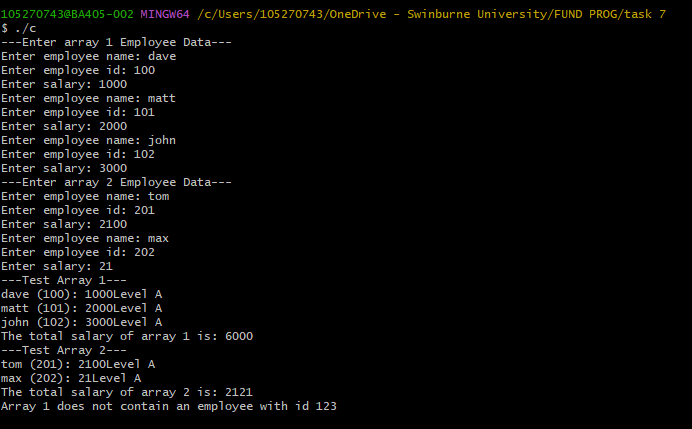 105270743@BA405-002 MINGW64 /c/Users/105270743/OneDrive - Swinburne University/FUND PROG/task 7
$ ./c
---Enter array 1 Employee Data---
Enter employee name: dave
Enter employee id: 100
Enter salary: 1000
Enter employee name: matt
Enter employee id: 101
Enter salary: 2000
Enter employee name: john
Enter employee id: 102
Enter salary: 3000
---Enter array 2 Employee Data---
Enter employee name: tom
Enter employee id: 201
Enter salary: 2100
Enter employee name: max
Enter employee id: 202
Enter salary: 21
---Test Array 1---
dave (100): 1000Level A
matt (101): 2000Level A
john (102): 3000Level A
The total salary of array 1 is: 6000
---Test Array 2---
tom (201): 2100Level A
max (202): 21Level A
The total salary of array 2 is: 2121
Array 1 does not contain an employee with id 123